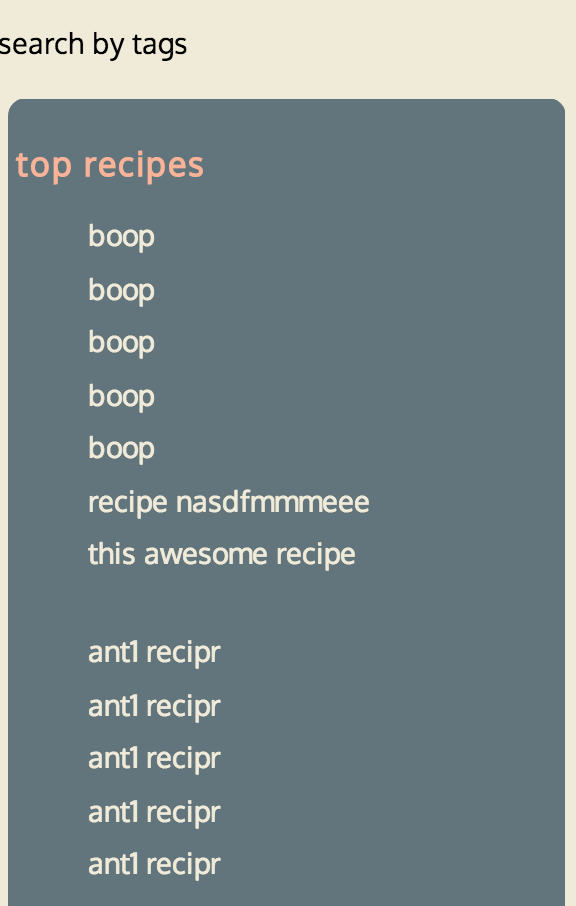 search by tags
top recipes
boop
boop
boop
boop
boop
recipe nasdfmmmeee
this awesome recipe
ant1 recipr
ant1 recipr
ant1 recipr
ant1 recipr
ant1 recipr